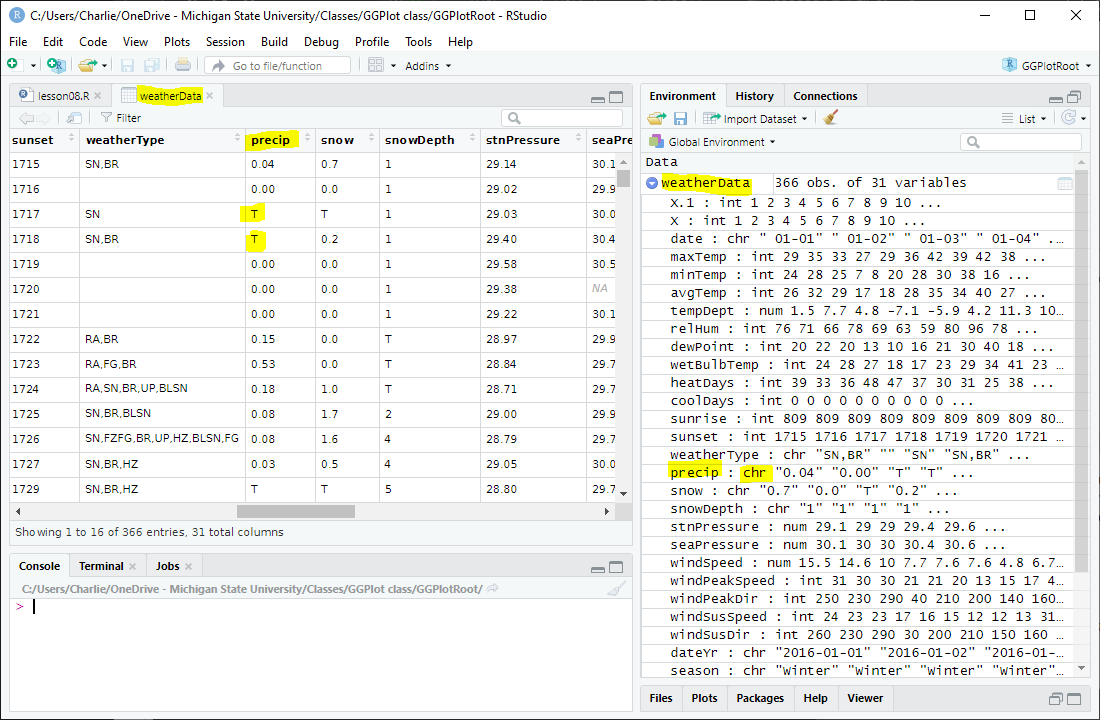 C:/Users/Charlie/OneDrive - Michigan State University/Classes/GGPlot class/GGPlotRoot - RStudio
File Edit Code View Plots Session Build Debug Profile Tools Help
Go to file/function Addins GGPlotRoot
lesson08.R weatherData
Filter
sunset weatherType precip snow snowDepth stnPressure seaPr
1715 SN,BR 0.04 0.7 1 29.14 30.1
1716 0.00 0.0 1 29.02 29.9
1717 SN T T 1 29.03 30.0
1718 SN,BR T 0.2 1 29.40 30.4
1719 0.00 0.0 1 29.58 30.5
1720 0.00 0.0 1 29.38 NA
1721 0.00 0.0 1 29.22 30.1
1722 RA,BR 0.15 0.0 T 28.97 29.9
1723 RA,FG,BR 0.53 0.0 T 28.84 29.7
1724 RA,SN,BR,UP,BLSN 0.18 1.0 T 28.71 29.7
1725 SN,BR,BLSN 0.08 1.7 2 29.00 29.9
1726 SN,FZFG,BR,UP,HZ,BLSN,FG 0.08 1.6 4 28.79 29.7
1727 SN,BR,HZ 0.03 0.5 4 29.05 30.0
1729 SN,BR,HZ T T 5 28.80 29.7
Showing 1 to 16 of 366 entries, 31 total columns
Console Terminal Jobs
C:/Users/Charlie/OneDrive - Michigan State University/Classes/GGPlot class/GGPlotRoot/
>
Environment History Connections
Import Dataset List
Global Environment
Data
weatherData 366 obs. of 31 variables
X.1 : int 1 2 3 4 5 6 7 8 9 10 ...
X : int 1 2 3 4 5 6 7 8 9 10 ...
date : chr " 01-01" " 01-02" " 01-03" " 01-04" ...
maxTemp : int 29 35 33 27 29 36 42 39 42 38 ...
minTemp : int 24 28 25 7 8 20 28 30 38 16 ...
avgTemp : int 26 32 29 17 18 28 35 34 40 27 ...
tempDept : num 1.5 7.7 4.8 -7.1 -5.9 4.2 11.3 10...
relHum : int 76 71 66 78 69 63 59 80 96 78 ...
dewPoint : int 20 22 20 13 10 16 21 30 40 18 ...
wetBulbTemp : int 24 28 27 18 17 23 29 34 41 23 ...
heatDays : int 39 33 36 48 47 37 30 31 25 38 ...
coolDays : int 0 0 0 0 0 0 0 0 0 0 ...
sunrise : int 809 809 809 809 809 809 809 809 80...
sunset : int 1715 1716 1717 1718 1719 1720 1721 ...
weatherType : chr "SN,BR" "" "SN" "SN,BR" ...
precip : chr "0.04" "0.00" "T" "T" ...
snow : chr "0.7" "0.0" "T" "0.2" ...
snowDepth : chr "1" "1" "1" "1" ...
stnPressure : num 29.1 29 29 29.4 29.6 ...
seaPressure : num 30.1 30 30 30.4 30.6 ...
windSpeed : num 15.5 14.6 10 7.7 7.6 7.6 4.8 6.7...
windPeakSpeed : int 31 30 30 21 21 20 13 15 17 4...
windPeakDir : int 250 230 290 40 210 200 140 160...
windSusSpeed : int 24 23 23 17 16 15 12 12 13 31...
windSusDir : int 260 230 290 30 200 210 150 160 ...
dateYr : chr "2016-01-01" "2016-01-02" "2016-01-...
season : chr "Winter" "Winter" "Winter" "Winter"...
Files Plots Packages Help Viewer